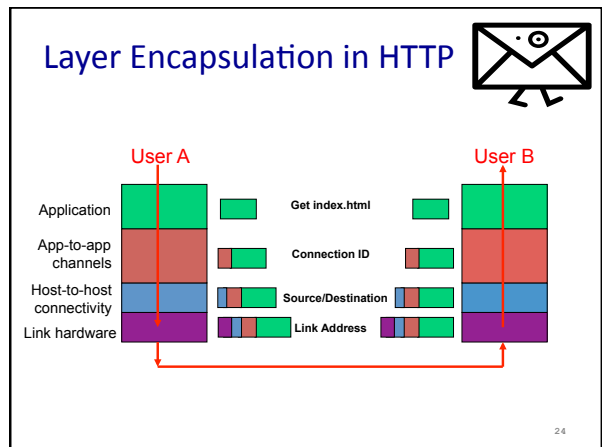 Layer Encapsulation in HTTP
User A
User B
Application
Get index.html
App-to-app
channels
Connection ID
Host-to-host
connectivity
Source/Destination
Link hardware
Link Address
24